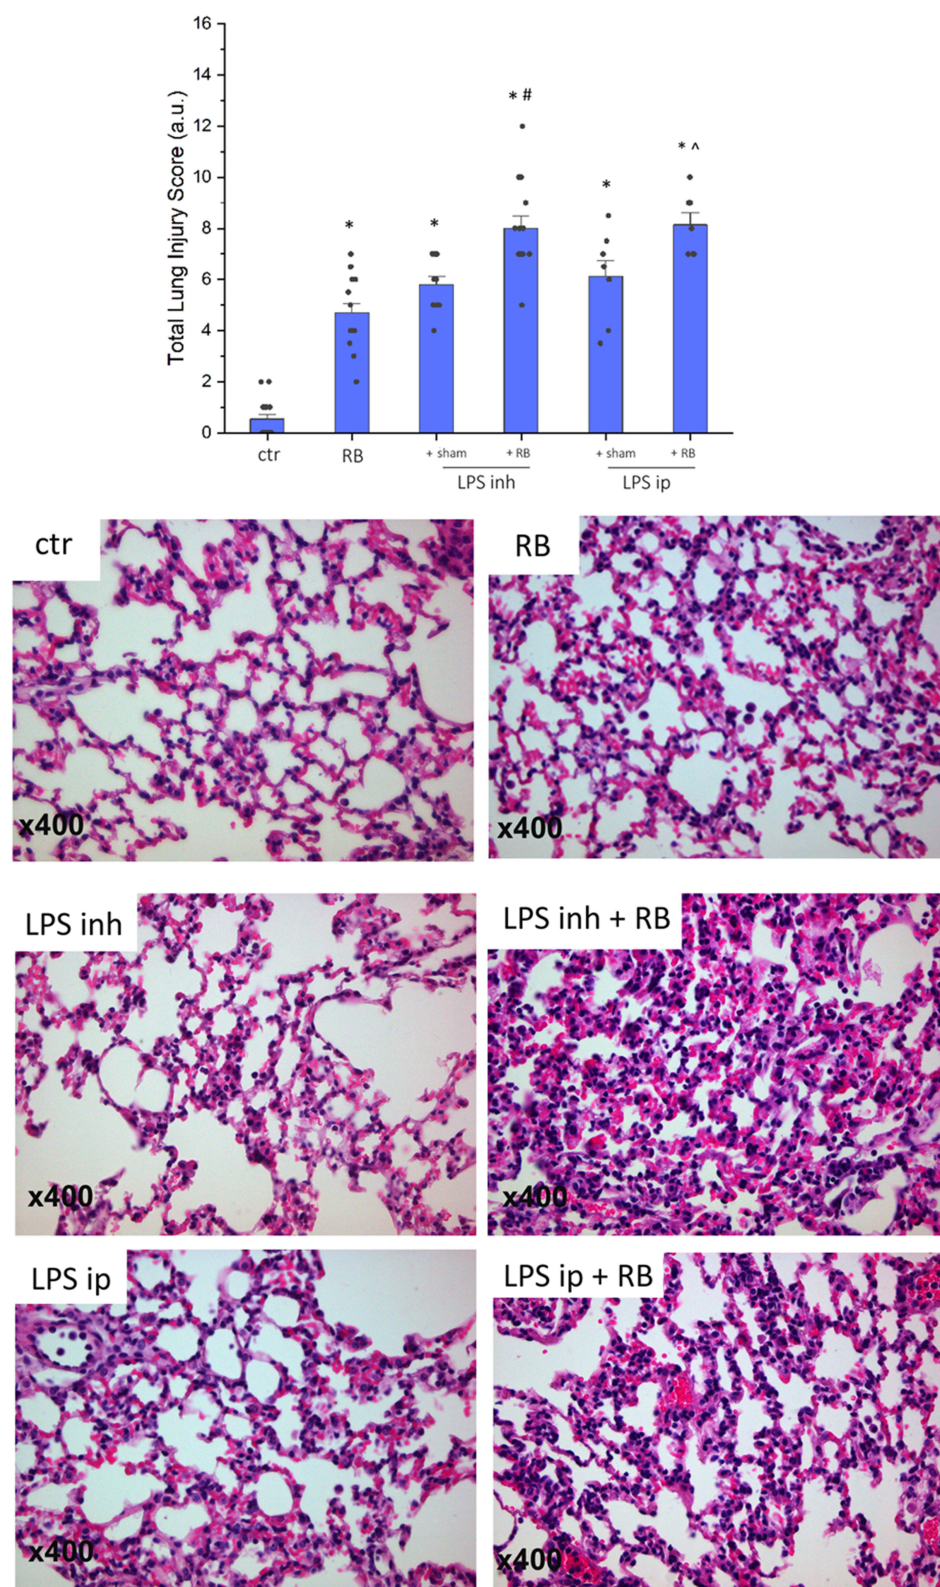 Total Lung Injury Score (a.u.)
16
14
12
10
8
6
4
2
0
*
*
*
* #
*
* ^
ctr
RB
+ sham
+ RB
+ sham
+ RB
LPS inh
LPS ip
ctr
x400
RB
x400
LPS inh
x400
LPS inh + RB
x400
LPS ip
x400
LPS ip + RB
x400